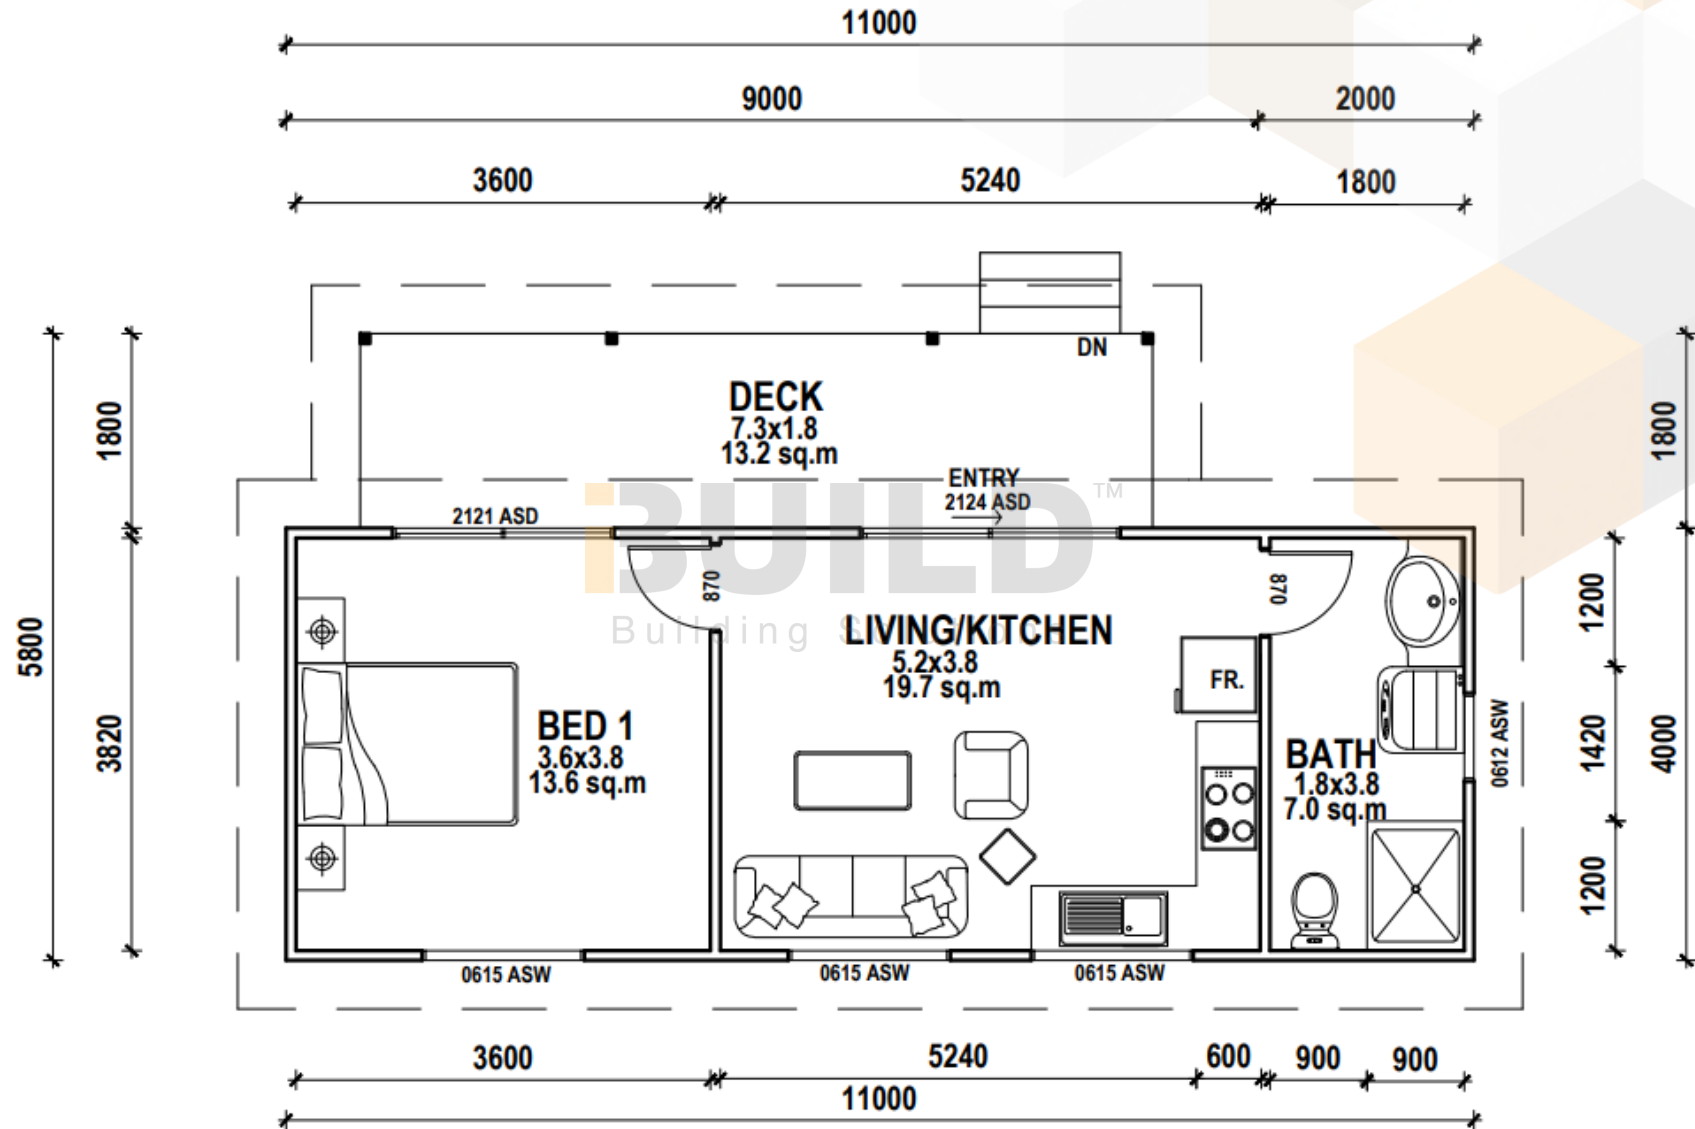 11000
9000
2000
3600
5240
1800
DN
DECK
7.3x1.8
13.2 sq.m
1800
1800
ENTRY
2124 ASD
2121 ASD
iBUILD™
Building
870
870
LIVING/KITCHEN
5.2x3.8
19.7 sq.m
FR.
BED 1
3.6x3.8
13.6 sq.m
BATH
1.8x3.8
7.0 sq.m
0612 ASW
5800
3820
1200
1420
1200
4000
0615 ASW
0615 ASW
0615 ASW
3600
5240
600
900
900
11000